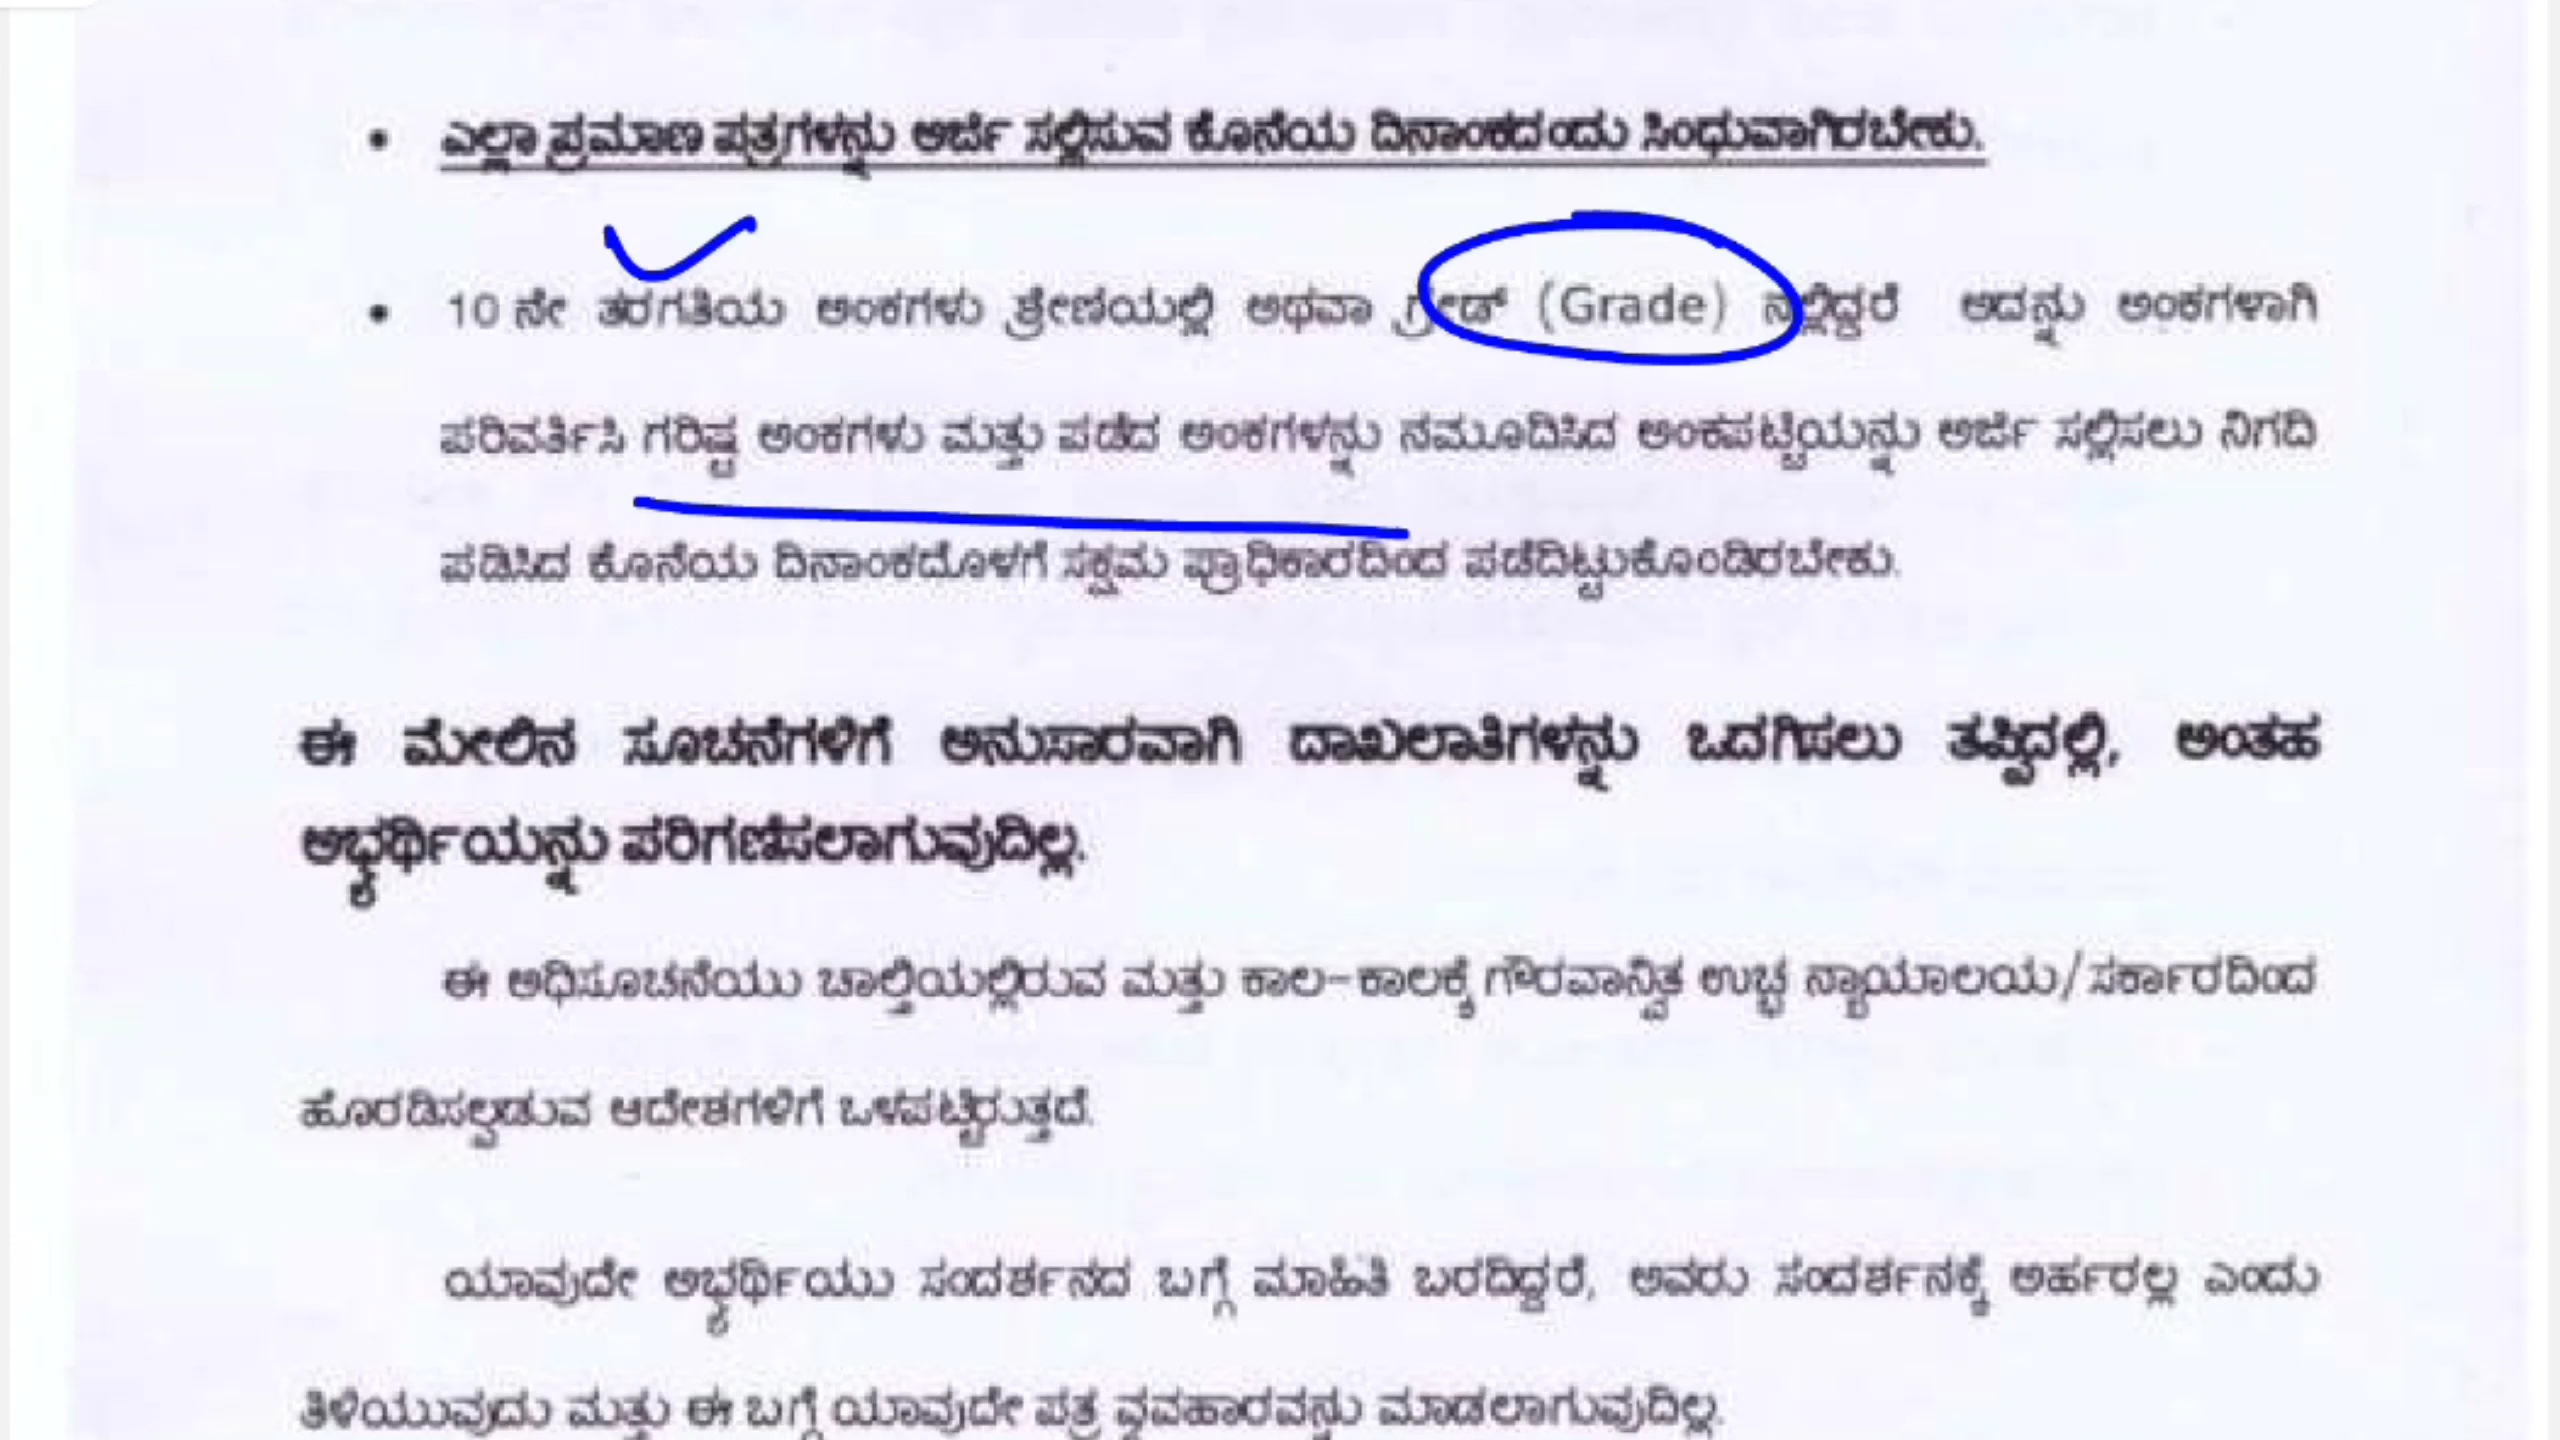 • ಎಲ್ಲಾ ಪ್ರಮಾಣ ಪತ್ರಗಳನ್ನು ಅರ್ಜಿ ಸಲ್ಲಿಸುವ ಕೊನೆಯ ದಿನಾಂಕದಂದು ಸಿಂಧುವಾಗಿರಬೇಕು.
• 10 ನೇ ತರಗತಿಯ ಅಂಕಗಳು ಶ್ರೇಣಿಯಲ್ಲಿ ಅಥವಾ ಗ್ರೇಡ್ (Grade) ನಲ್ಲಿದ್ದರೆ ಅದನ್ನು ಅಂಕಗಳಾಗಿ
ಪರಿವರ್ತಿಸಿ ಗರಿಷ್ಟ ಅಂಕಗಳು ಮತ್ತು ಪಡೆದ ಅಂಕಗಳನ್ನು ನಮೂದಿಸಿದ ಅಂಕಪಟ್ಟಿಯನ್ನು ಅರ್ಜಿ ಸಲ್ಲಿಸಲು ನಿಗದಿ
ಪಡಿಸಿದ ಕೊನೆಯ ದಿನಾಂಕದೊಳಗೆ ಸಕ್ಷಮ ಪ್ರಾಧಿಕಾರದಿಂದ ಪಡೆದಿಟ್ಟುಕೊಂಡಿರಬೇಕು.
ಈ ಮೇಲಿನ ಸೂಚನೆಗಳಿಗೆ ಅನುಸಾರವಾಗಿ ದಾಖಲಾತಿಗಳನ್ನು ಒದಗಿಸಲು ತಪ್ಪಿದಲ್ಲಿ, ಅಂತಹ
ಅಭ್ಯರ್ಥಿಯನ್ನು ಪರಿಗಣಿಸಲಾಗುವುದಿಲ್ಲ.
ಈ ಅಧಿಸೂಚನೆಯು ಚಾಲ್ತಿಯಲ್ಲಿರುವ ಮತ್ತು ಕಾಲ-ಕಾಲಕ್ಕೆ ಗೌರವಾನ್ವಿತ ಉಚ್ಛ ನ್ಯಾಯಾಲಯ/ಸರ್ಕಾರದಿಂದ
ಹೊರಡಿಸಲ್ಪಡುವ ಆದೇಶಗಳಿಗೆ ಒಳಪಟ್ಟಿರುತ್ತದೆ.
ಯಾವುದೇ ಅಭ್ಯರ್ಥಿಯು ಸಂದರ್ಶನದ ಬಗ್ಗೆ ಮಾಹಿತಿ ಬರದಿದ್ದರೆ, ಅವರು ಸಂದರ್ಶನಕ್ಕೆ ಅರ್ಹರಲ್ಲ ಎಂದು
ತಿಳಿಯುವುದು ಮತ್ತು ಈ ಬಗ್ಗೆ ಯಾವುದೇ ಪತ್ರ ವ್ಯವಹಾರವನ್ನು ಮಾಡಲಾಗುವುದಿಲ್ಲ.